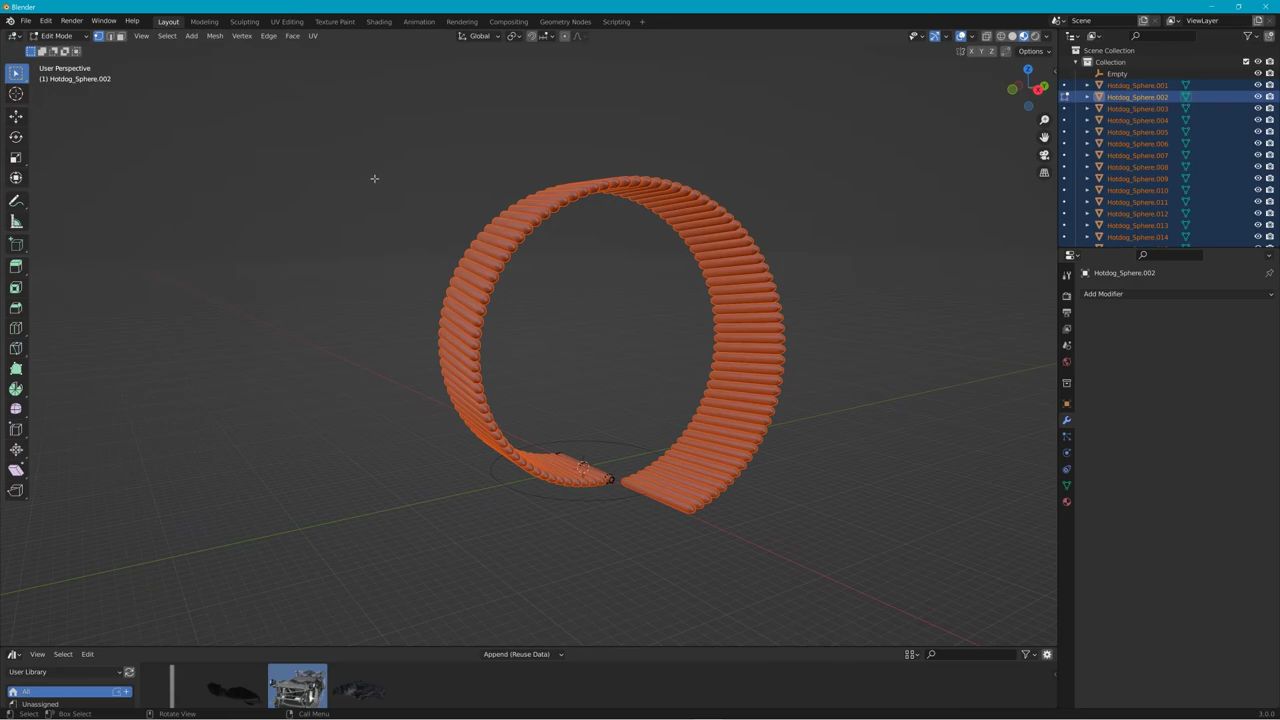 Blender
File Edit Render Window Help
Layout Modeling Sculpting UV Editing Texture Paint Shading Animation Rendering Compositing Geometry Nodes Scripting +
Scene ViewLayer
Edit Mode View Select Add Mesh Vertex Edge Face UV Global
X Y Z Options
User Perspective
(1) Hotdog_Sphere.002
Z
Y
X
Scene Collection
Collection
Empty
Hotdog_Sphere.001
Hotdog_Sphere.002
Hotdog_Sphere.003
Hotdog_Sphere.004
Hotdog_Sphere.005
Hotdog_Sphere.006
Hotdog_Sphere.007
Hotdog_Sphere.008
Hotdog_Sphere.009
Hotdog_Sphere.010
Hotdog_Sphere.011
Hotdog_Sphere.012
Hotdog_Sphere.013
Hotdog_Sphere.014
Hotdog_Sphere.002
Add Modifier
View Select Edit Append (Reuse Data)
User Library
All
Unassigned
Select Box Select Rotate View Call Menu 3.0.0